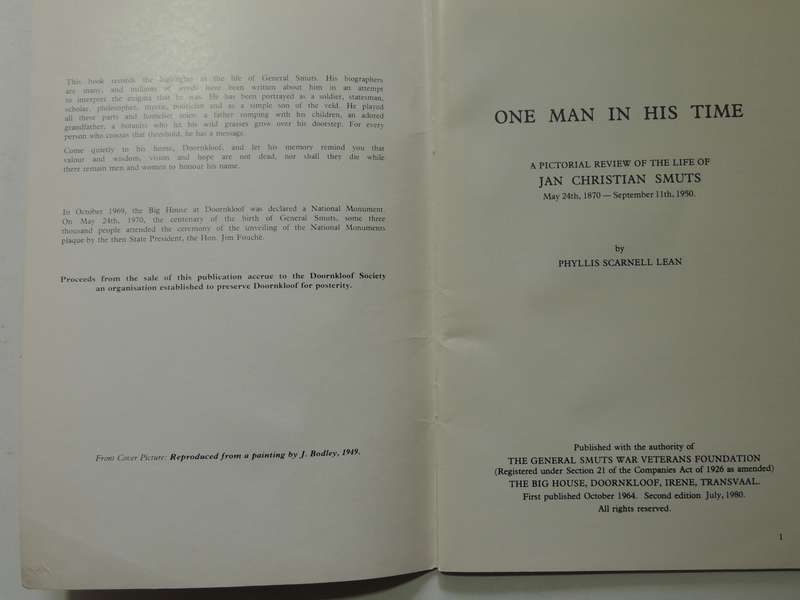 This book records the highlights in the life of General Smuts. His biographers
are many, and millions of words have been written about him in an attempt
to interpret the enigma that he was. He has been portrayed as a soldier, statesman,
scholar, philosopher, mystic, politician and as a simple son of the veld. He played
all these parts and homelier ones: a father romping with his children, an adored
grandfather, a botanist who let his wild grasses grow over his doorstep. For every
person who crosses that threshold, he has a message.
Come quietly to his home, Doornkloof, and let his memory remind you that
valour and wisdom, vision and hope are not dead, nor shall they die while
there remain men and women to honour his name.
In October 1969, the Big House at Doornkloof was declared a National Monument.
On May 24th, 1970, the centenary of the birth of General Smuts, some three
thousand people attended the ceremony of the unveiling of the National Monuments
plaque by the then State President, the Hon. Jim Fouché.
Proceeds from the sale of this publication accrue to the Doornkloof Society
an organisation established to preserve Doornkloof for posterity.
Front Cover Picture: Reproduced from a painting by J. Bodley, 1949.
ONE MAN IN HIS TIME
A PICTORIAL REVIEW OF THE LIFE OF
JAN CHRISTIAN SMUTS
May 24th, 1870 — September 11th, 1950.
by
PHYLLIS SCARNELL LEAN
Published with the authority of
THE GENERAL SMUTS WAR VETERANS FOUNDATION
(Registered under Section 21 of the Companies Act of 1926 as amended)
THE BIG HOUSE, DOORNKLOOF, IRENE, TRANSVAAL.
First published October 1964. Second edition July, 1980.
All rights reserved.
1